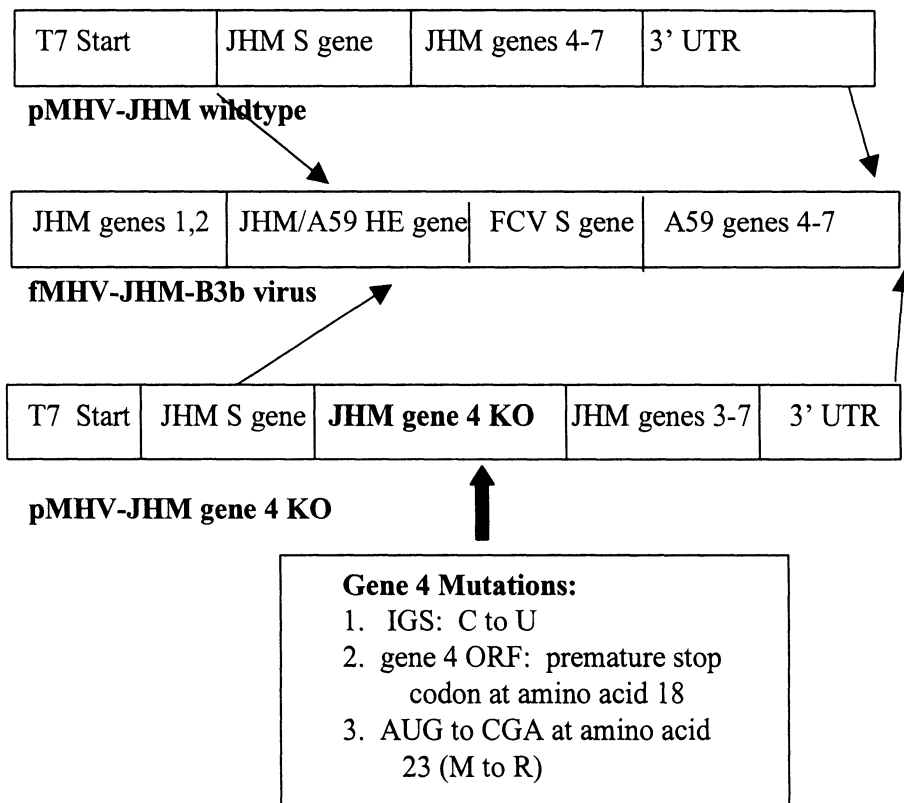 T7 Start JHM S gene JHM genes 4-7 3’ UTR
pMHV-JHM wildtype
JHM genes 1,2 JHM/A59 HE gene FCV S gene A59 genes 4-7
fMHV-JHM-B3b virus
T7 Start JHM S gene JHM gene 4 KO JHM genes 3-7 3’ UTR
pMHV-JHM gene 4 KO
Gene 4 Mutations:
1. IGS: C to U
2. gene 4 ORF: premature stop
codon at amino acid 18
3. AUG to CGA at amino acid
23 (M to R)